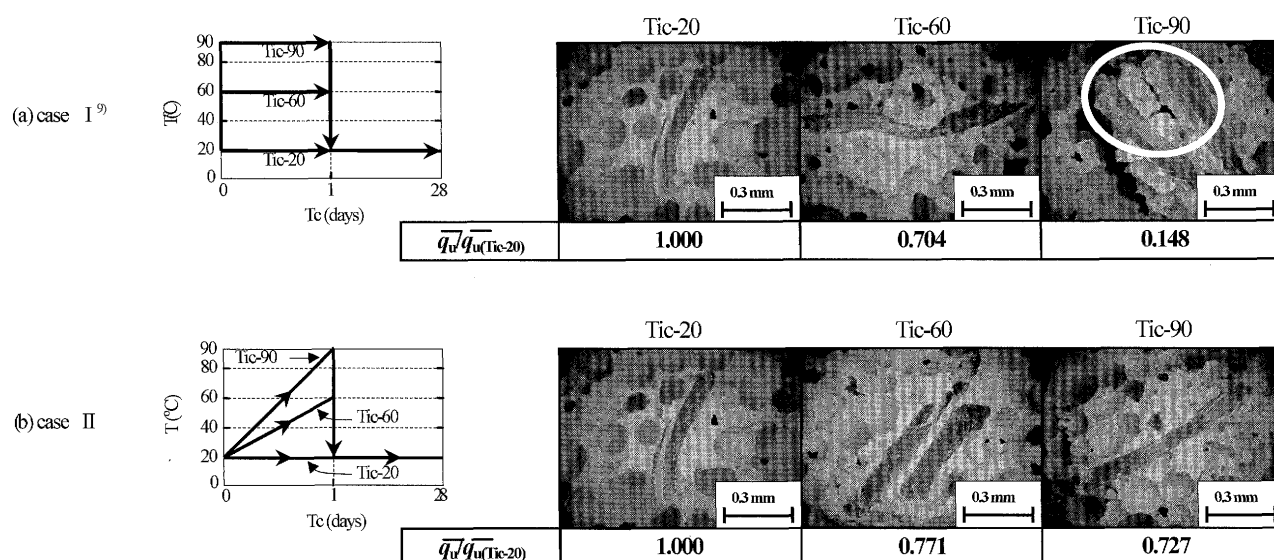 Tic-20 Tic-60 Tic-90
90
80
60
40
20
0
T(C)
Tic-90
Tic-60
Tic-20
0 1 28
Tc (days)
(a) case I 9)
0.3 mm 0.3 mm 0.3 mm
qu/qu(Tic-20) 1.000 0.704 0.148
Tic-20 Tic-60 Tic-90
90
80
60
40
20
0
T (°C)
Tic-90
Tic-60
Tic-20
0 1 28
Tc (days)
(b) case II
0.3 mm 0.3 mm 0.3 mm
qu/qu(Tic-20) 1.000 0.771 0.727